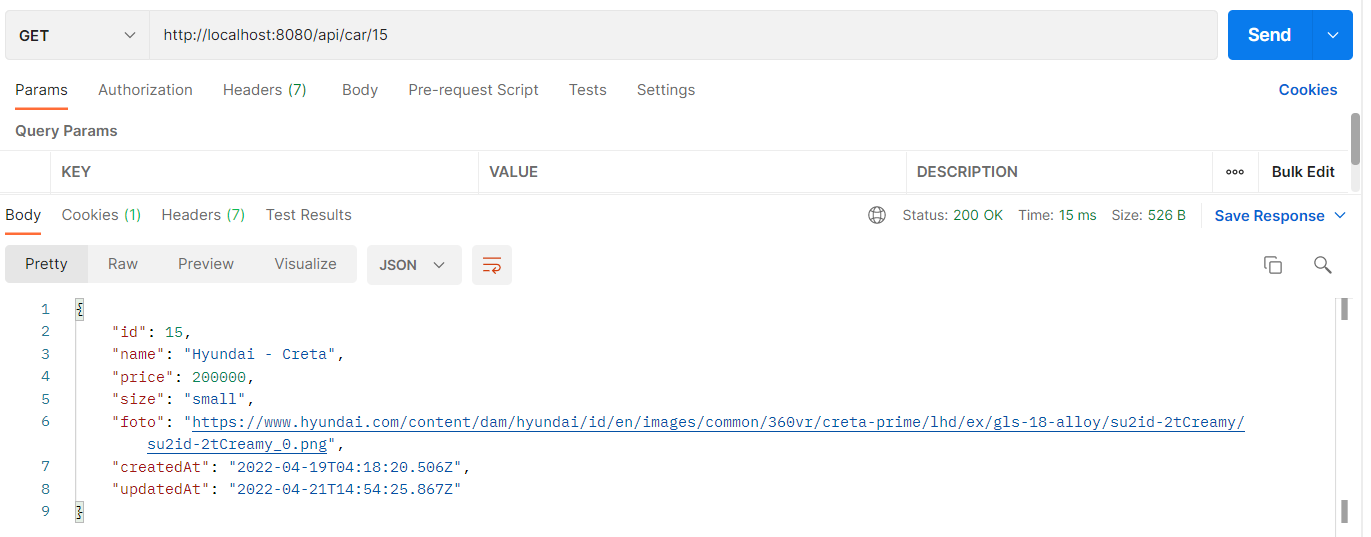 GET http://localhost:8080/api/car/15 Send
Params Authorization Headers (7) Body Pre-request Script Tests Settings Cookies
Query Params
KEY VALUE DESCRIPTION ooo Bulk Edit
Body Cookies (1) Headers (7) Test Results Status: 200 OK Time: 15 ms Size: 526 B Save Response
Pretty Raw Preview Visualize JSON
1 {
2 "id": 15,
3 "name": "Hyundai - Creta",
4 "price": 200000,
5 "size": "small",
6 "foto": "https://www.hyundai.com/content/dam/hyundai/id/en/images/common/360vr/creta-prime/lhd/ex/gls-18-alloy/su2id-2tCreamy/
su2id-2tCreamy_0.png",
7 "createdAt": "2022-04-19T04:18:20.506Z",
8 "updatedAt": "2022-04-21T14:54:25.867Z"
9 }